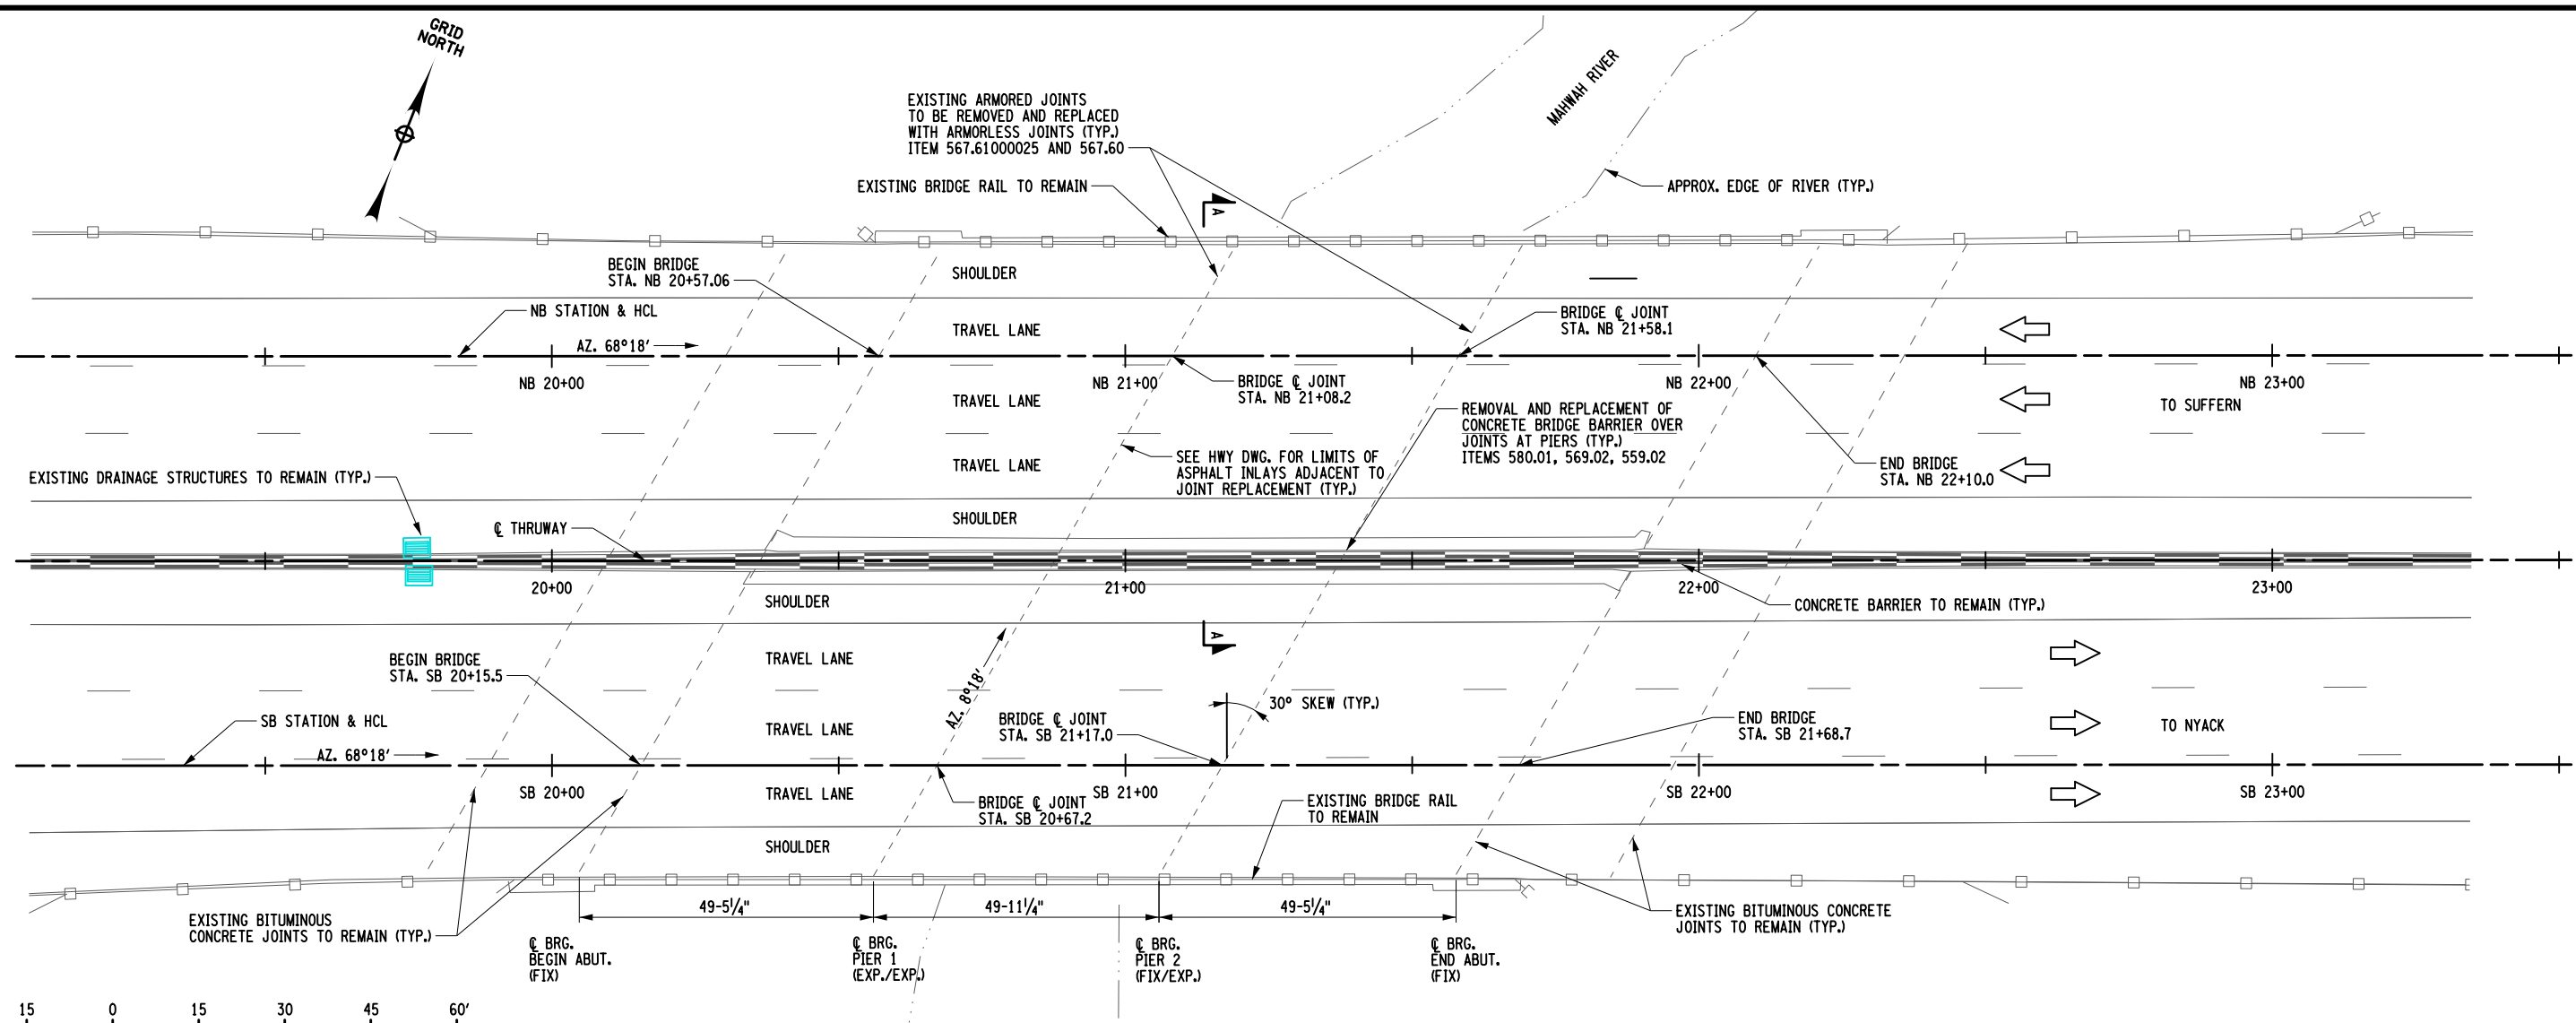 GRID
NORTH
MAHWAH RIVER
EXISTING ARMORED JOINTS
TO BE REMOVED AND REPLACED
WITH ARMORLESS JOINTS (TYP.)
ITEM 567.61000025 AND 567.60
EXISTING BRIDGE RAIL TO REMAIN
APPROX. EDGE OF RIVER (TYP.)
A
BEGIN BRIDGE
STA. NB 20+57.06
SHOULDER
NB STATION & HCL
AZ. 68°18'
TRAVEL LANE
BRIDGE ℄ JOINT
STA. NB 21+58.1
NB 20+00
NB 21+00
NB 22+00
NB 23+00
BRIDGE ℄ JOINT
STA. NB 21+08.2
TRAVEL LANE
TO SUFFERN
REMOVAL AND REPLACEMENT OF
CONCRETE BRIDGE BARRIER OVER
JOINTS AT PIERS (TYP.)
ITEMS 580.01, 569.02, 559.02
SEE HWY DWG. FOR LIMITS OF
ASPHALT INLAYS ADJACENT TO
JOINT REPLACEMENT (TYP.)
TRAVEL LANE
END BRIDGE
STA. NB 22+10.0
EXISTING DRAINAGE STRUCTURES TO REMAIN (TYP.)
SHOULDER
℄ THRUWAY
20+00
21+00
22+00
23+00
SHOULDER
CONCRETE BARRIER TO REMAIN (TYP.)
A
BEGIN BRIDGE
STA. SB 20+15.5
TRAVEL LANE
AZ. 8°18'
30° SKEW (TYP.)
SB STATION & HCL
AZ. 68°18'
TRAVEL LANE
BRIDGE ℄ JOINT
STA. SB 21+17.0
END BRIDGE
STA. SB 21+68.7
TO NYACK
SB 20+00
TRAVEL LANE
SB 21+00
SB 22+00
SB 23+00
BRIDGE ℄ JOINT
STA. SB 20+67.2
EXISTING BRIDGE RAIL
TO REMAIN
SHOULDER
49-5¼"
49-11¼"
49-5¼"
EXISTING BITUMINOUS
CONCRETE JOINTS TO REMAIN (TYP.)
EXISTING BITUMINOUS CONCRETE
JOINTS TO REMAIN (TYP.)
℄ BRG.
BEGIN ABUT.
(FIX)
℄ BRG.
PIER 1
(EXP./EXP.)
℄ BRG.
PIER 2
(FIX/EXP.)
℄ BRG.
END ABUT.
(FIX)
15 0 15 30 45 60'